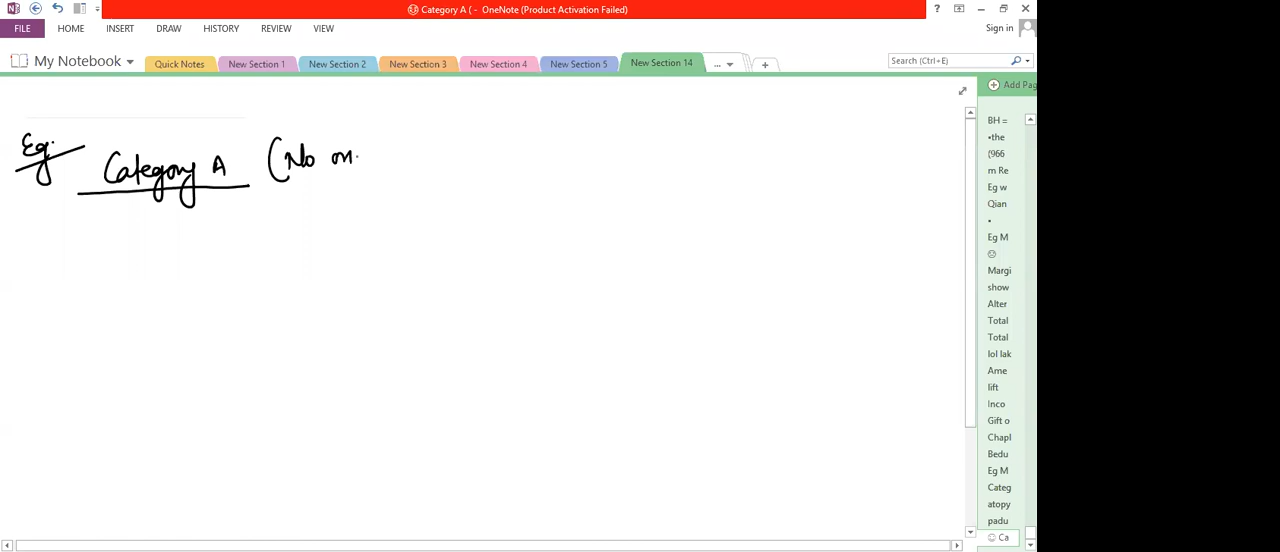 Category A ( - OneNote (Product Activation Failed)
? 
Sign in
FILE HOME INSERT DRAW HISTORY REVIEW VIEW
My Notebook Quick Notes New Section 1 New Section 2 New Section 3 New Section 4 New Section 5 New Section 14 ... + Search (Ctrl+E)
Add Pag
Eg. Category A (No
BH =
•the
(966
m Re
Eg w
Qian
•
Eg M
☹
Margi
show
Alter
Total
Total
lol lak
Ame
lift
Inco
Gift o
Chapl
Bedu
Eg M
Categ
atopy
padu
☺ Ca